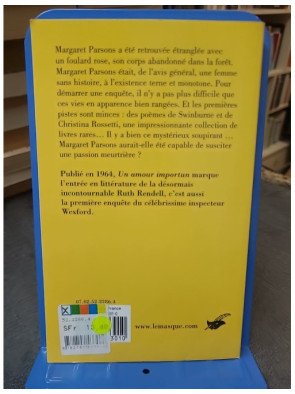 Margaret Parsons a été retrouvée étranglée avec
un foulard rose, son corps abandonné dans la forêt.
Margaret Parsons était, de l'avis général, une femme
sans histoire, à l'existence terne et monotone. Pour
démarrer une enquête, il n'y a pas plus difficile que
ces vies en apparence bien rangées. Et les premières
pistes sont minces : des poèmes de Swinburne et de
Christina Rossetti, une impressionnante collection de
livres rares... Il y a bien ce mystérieux soupirant ...
Margaret Parsons aurait-elle été capable de susciter
une passion meurtrière ?
Publié en 1964, Un amour importun marque
l'entrée en littérature de la désormais
incontournable Ruth Rendell, c'est aussi
la première enquête du célébrissime inspecteur
Wexford.
France
SFr
3010
www.lemasque.com